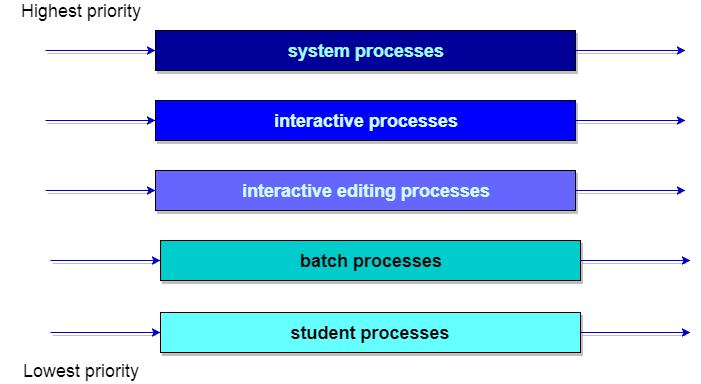 Highest priority
system processes
interactive processes
interactive editing processes
batch processes
student processes
Lowest priority